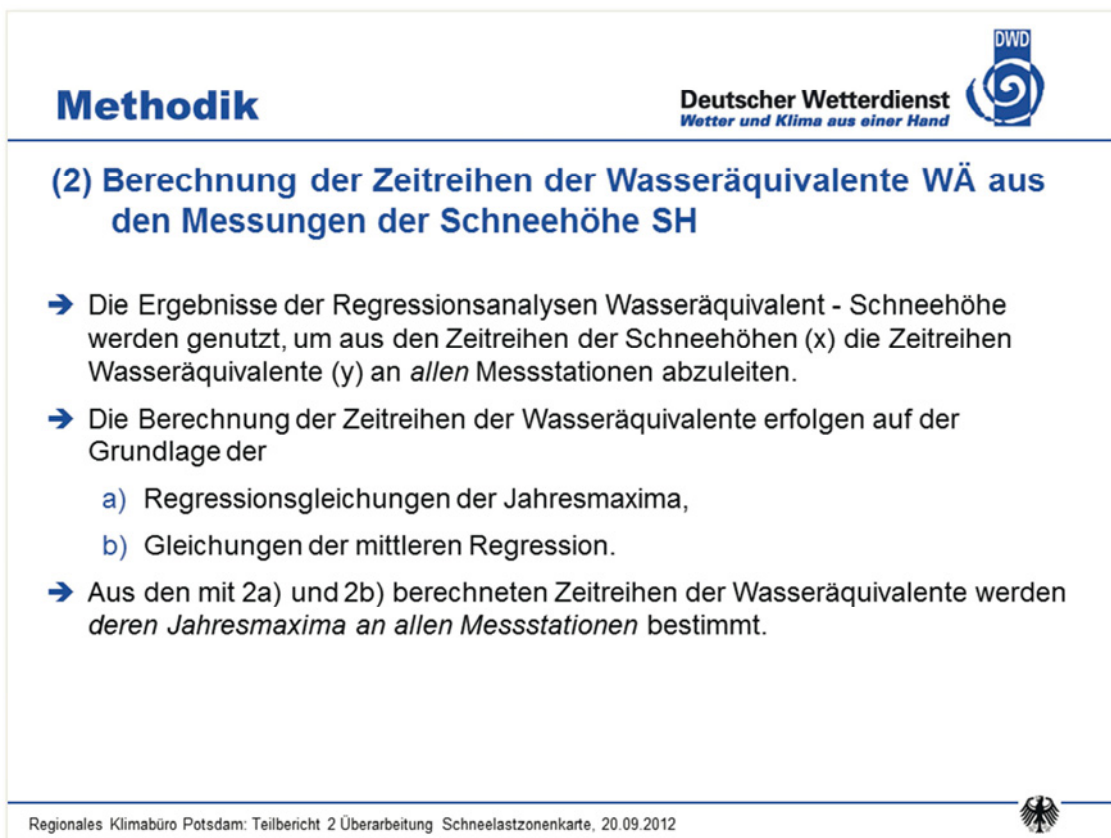 Methodik
DWD
Deutscher Wetterdienst
Wetter und Klima aus einer Hand
(2) Berechnung der Zeitreihen der Wasseräquivalente WÄ aus
den Messungen der Schneehöhe SH
➔ Die Ergebnisse der Regressionsanalysen Wasseräquivalent - Schneehöhe
werden genutzt, um aus den Zeitreihen der Schneehöhen (x) die Zeitreihen
Wasseräquivalente (y) an allen Messstationen abzuleiten.
➔ Die Berechnung der Zeitreihen der Wasseräquivalente erfolgen auf der
Grundlage der
a) Regressionsgleichungen der Jahresmaxima,
b) Gleichungen der mittleren Regression.
➔ Aus den mit 2a) und 2b) berechneten Zeitreihen der Wasseräquivalente werden
deren Jahresmaxima an allen Messstationen bestimmt.
Regionales Klimabüro Potsdam: Teilbericht 2 Überarbeitung Schneelastzonenkarte, 20.09.2012